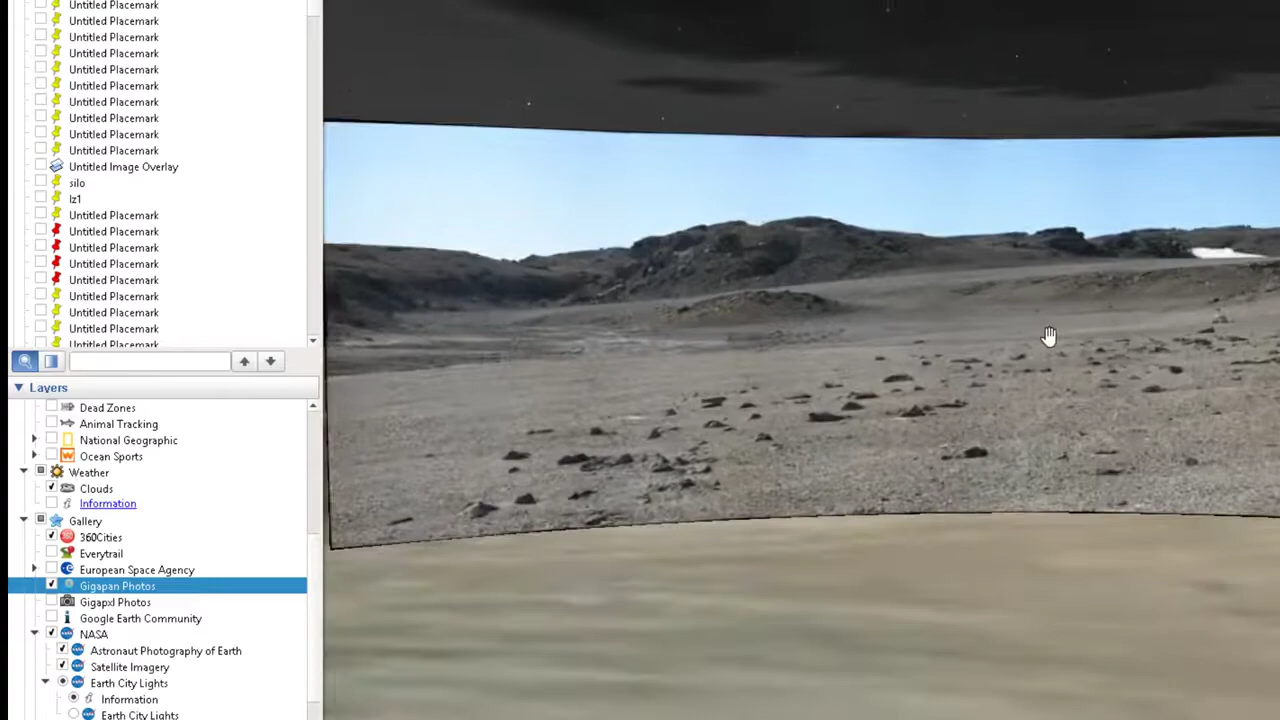 Untitled Placemark
Untitled Placemark
Untitled Placemark
Untitled Placemark
Untitled Placemark
Untitled Placemark
Untitled Placemark
Untitled Placemark
Untitled Placemark
Untitled Placemark
Untitled Image Overlay
silo
lz1
Untitled Placemark
Untitled Placemark
Untitled Placemark
Untitled Placemark
Untitled Placemark
Untitled Placemark
Untitled Placemark
Untitled Placemark
Untitled Placemark
Layers
Dead Zones
Animal Tracking
National Geographic
Ocean Sports
Weather
Clouds
Information
Gallery
360Cities
Everytrail
European Space Agency
Gigapan Photos
Gigapxl Photos
Google Earth Community
NASA
Astronaut Photography of Earth
Satellite Imagery
Earth City Lights
Information
Earth City Lights